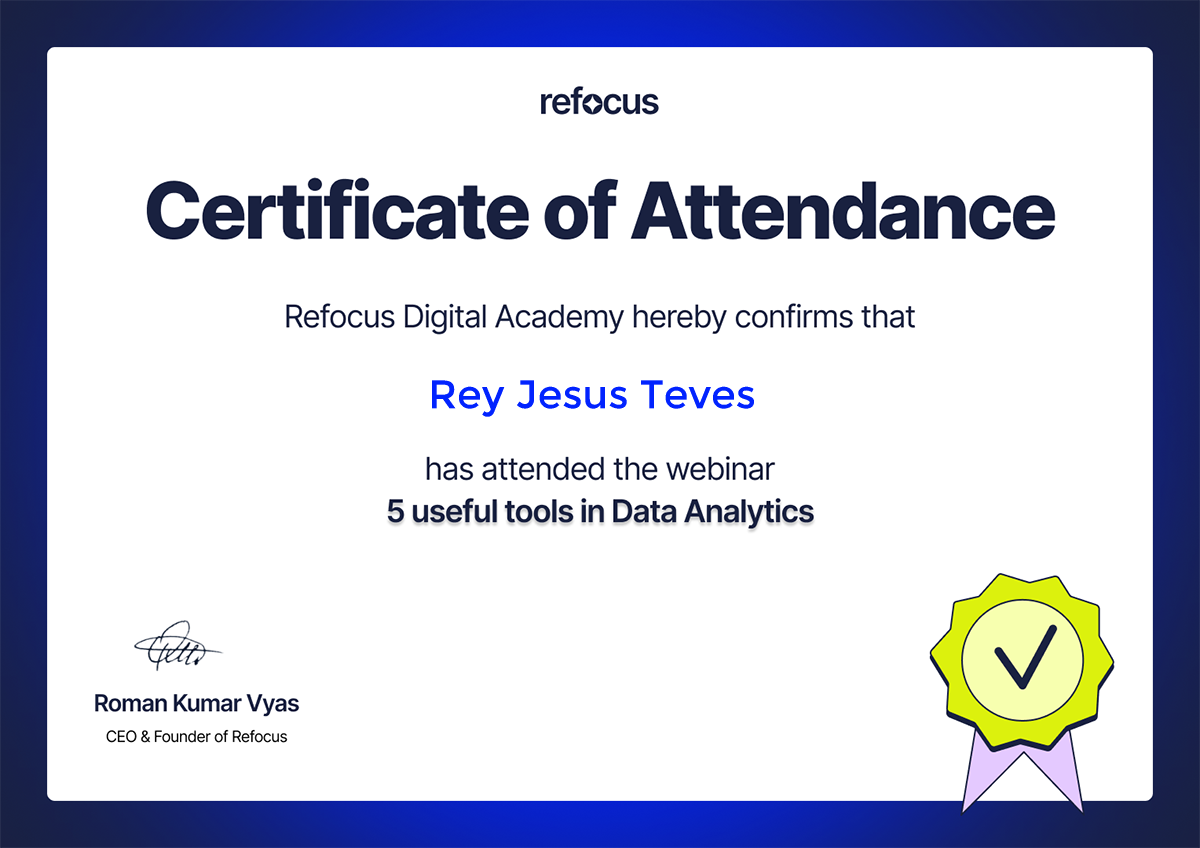 refocus
Certificate of Attendance
Refocus Digital Academy hereby confirms that
Rey Jesus Teves
has attended the webinar
5 useful tools in Data Analytics
Roman Kumar Vyas
CEO & Founder of Refocus